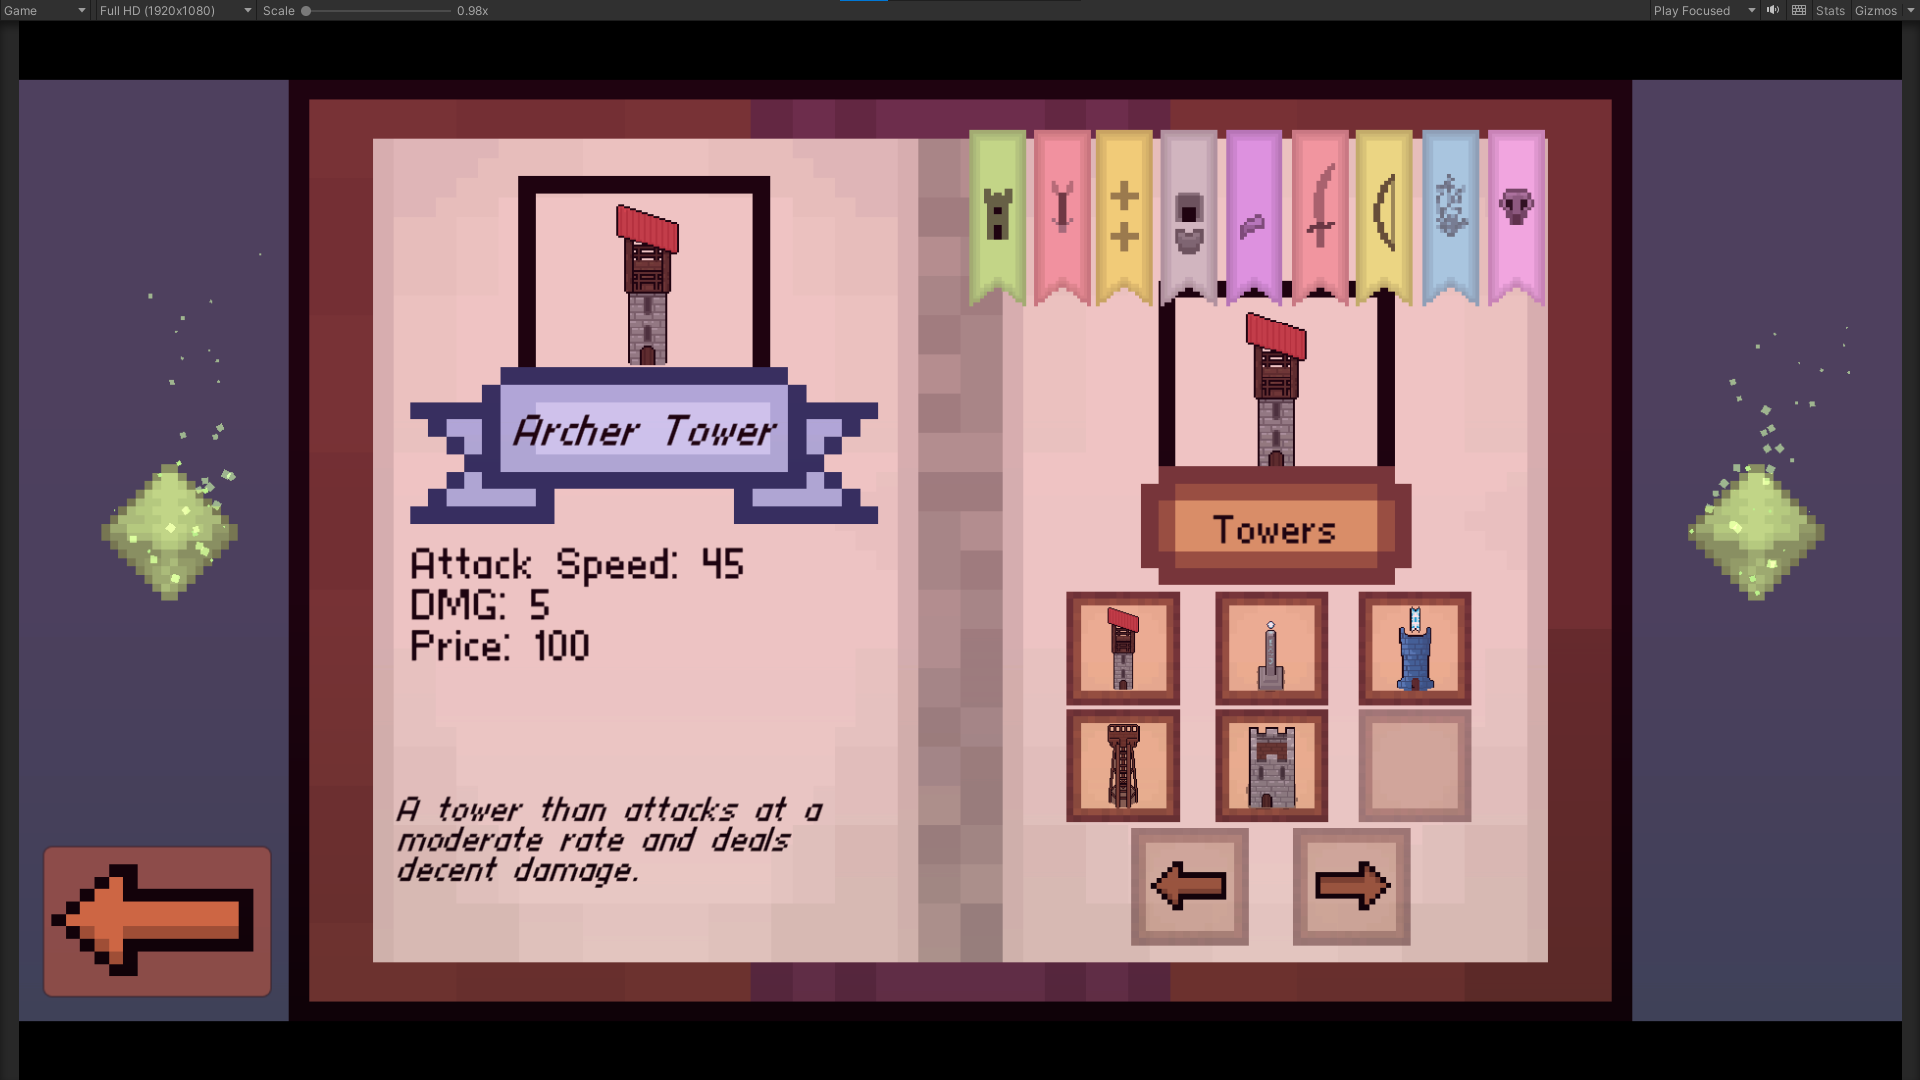 Game Full HD (1920x1080) Scale 0.98x Play Focused Stats Gizmos
Archer Tower
Attack Speed: 45
DMG: 5
Price: 100
A tower than attacks at a
moderate rate and deals
decent damage.
Towers